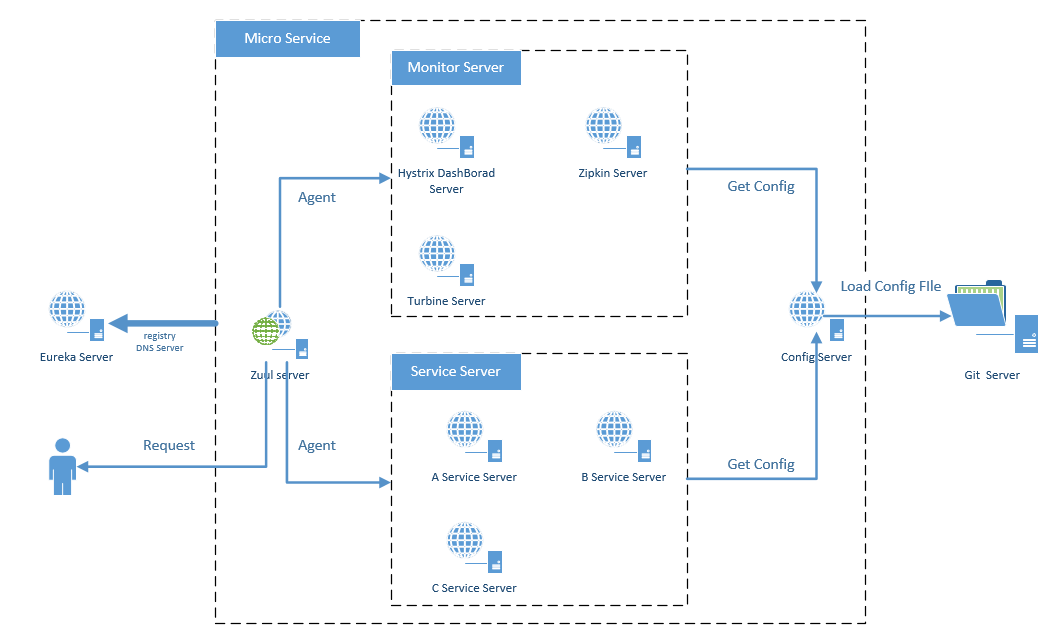 Micro Service
Monitor Server
Hystrix DashBorad
Server
Zipkin Server
Get Config
Agent
Turbine Server
Load Config FIle
registry
DNS Server
Eureka Server
Zuul server
Config Server
Git Server
Service Server
Request
Agent
A Service Server
B Service Server
Get Config
C Service Server